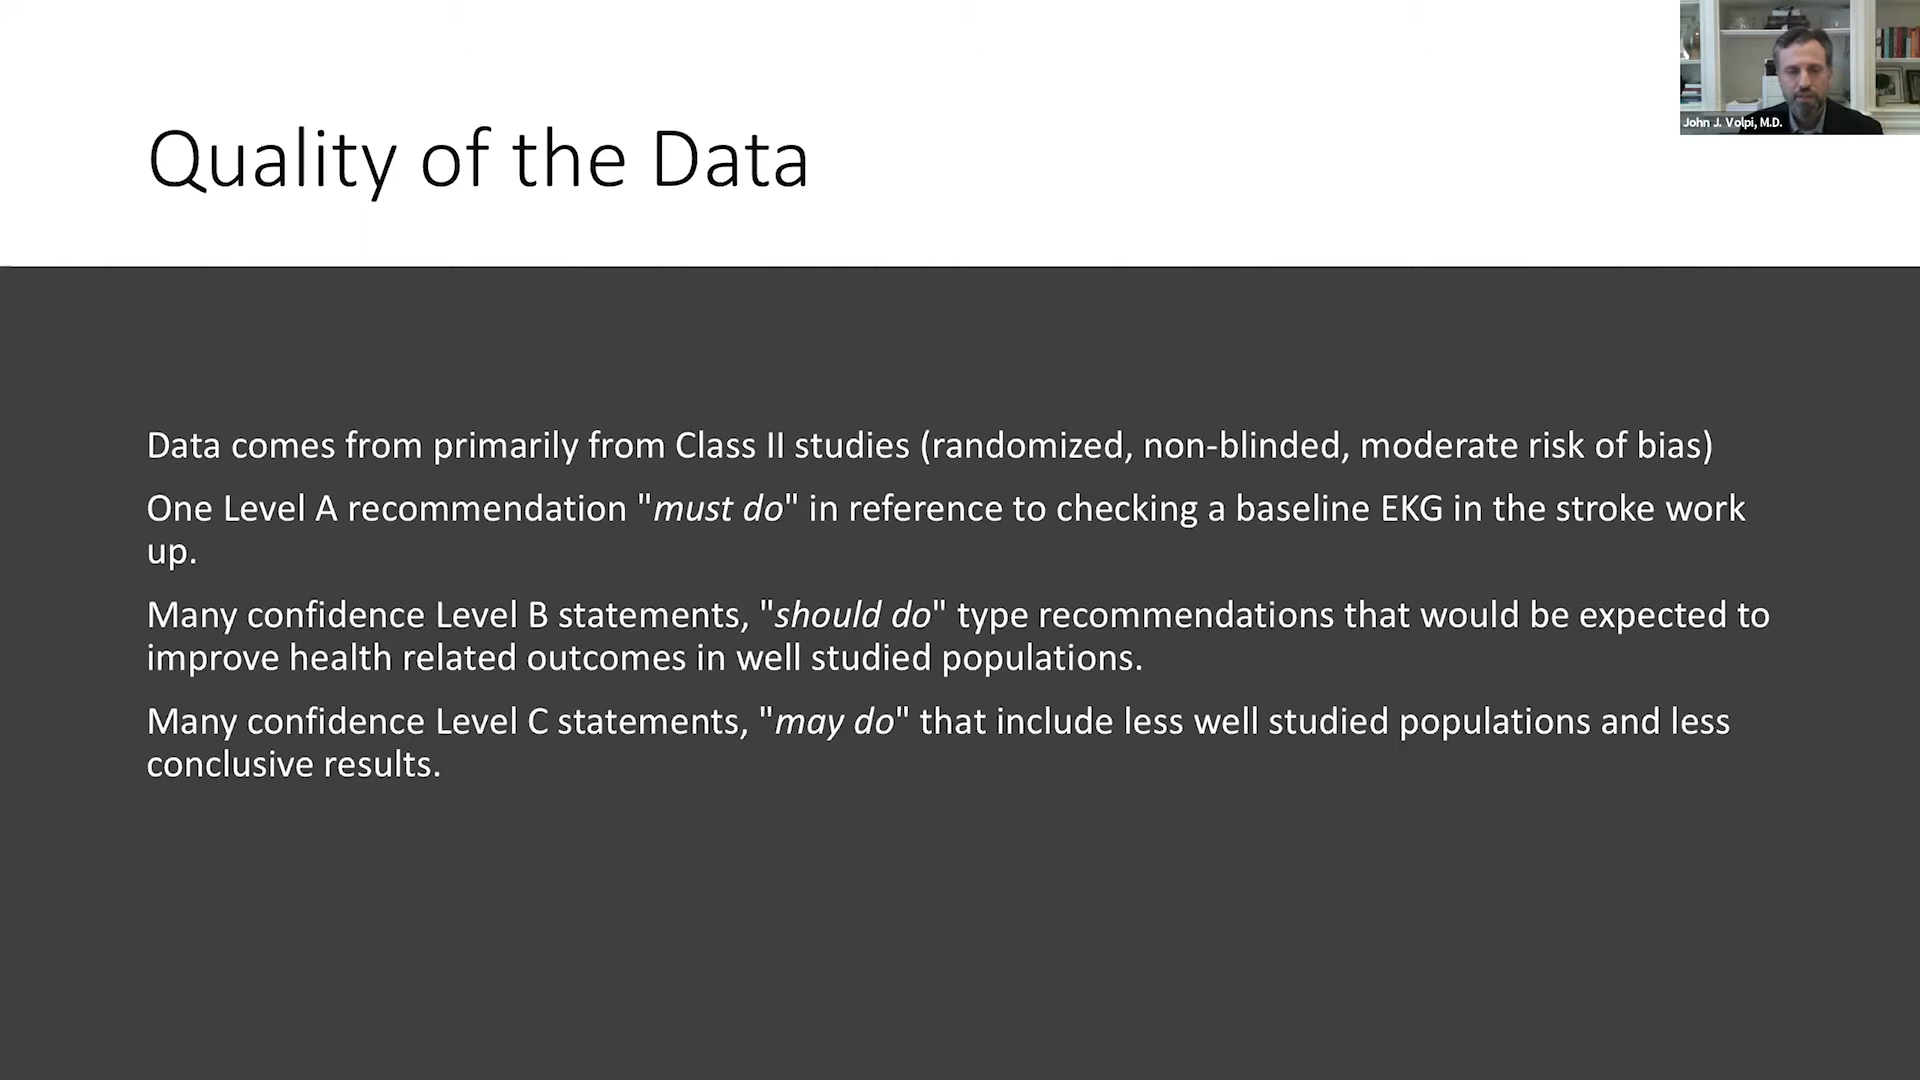 John J. Volpi, M.D.
Quality of the Data
Data comes from primarily from Class II studies (randomized, non-blinded, moderate risk of bias)
One Level A recommendation "must do" in reference to checking a baseline EKG in the stroke work
up.
Many confidence Level B statements, "should do" type recommendations that would be expected to
improve health related outcomes in well studied populations.
Many confidence Level C statements, "may do" that include less well studied populations and less
conclusive results.